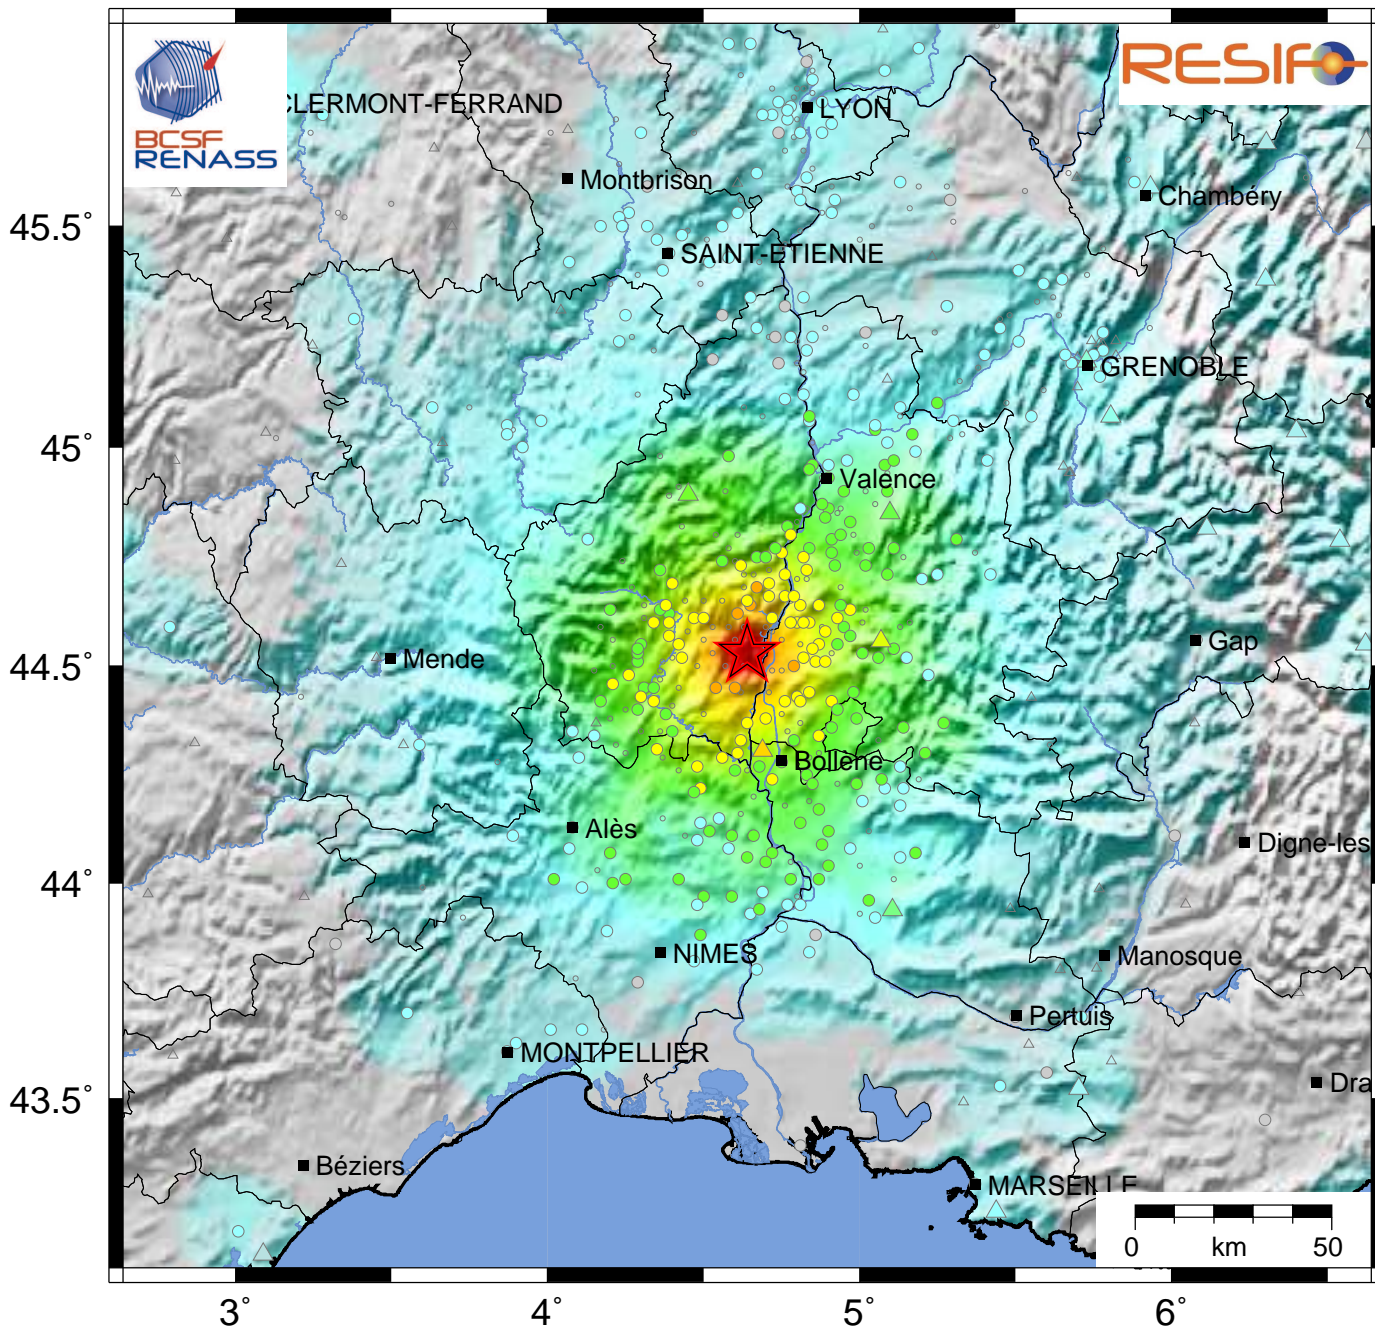 BCSF
RENASS
RESIF
CLERMONT-FERRAND
LYON
Montbrison
Chambéry
45.5°
SAINT-ETIENNE
GRENOBLE
45°
Valence
44.5°
Mende
Gap
Bollène
Alès
Digne-les
44°
NIMES
Manosque
Pertuis
MONTPELLIER
43.5°
Dra
Béziers
MARSEILLE
0 km 50
3° 4° 5° 6°